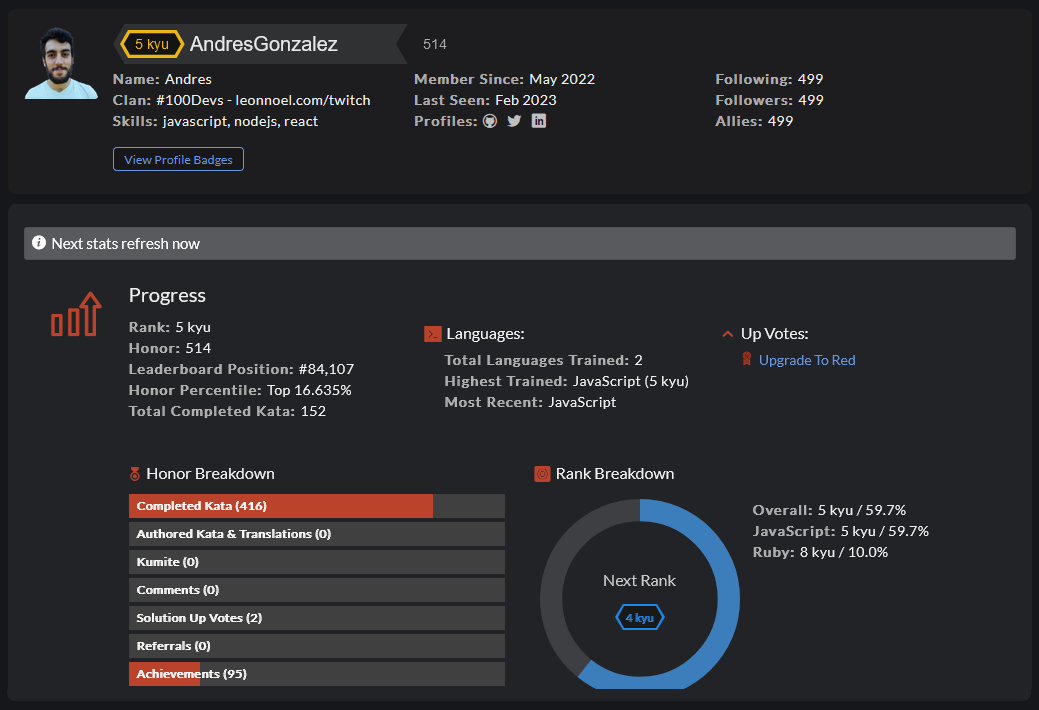 5 kyu AndresGonzalez 514
Name: Andres
Clan: #100Devs - leonnoel.com/twitch
Skills: javascript, nodejs, react
Member Since: May 2022
Last Seen: Feb 2023
Profiles: in
Following: 499
Followers: 499
Allies: 499
View Profile Badges
Next stats refresh now
Progress
Rank: 5 kyu
Honor: 514
Leaderboard Position: #84,107
Honor Percentile: Top 16.635%
Total Completed Kata: 152
Languages:
Total Languages Trained: 2
Highest Trained: JavaScript (5 kyu)
Most Recent: JavaScript
Up Votes:
Upgrade To Red
Honor Breakdown
Completed Kata (416)
Authored Kata & Translations (0)
Kumite (0)
Comments (0)
Solution Up Votes (2)
Referrals (0)
Achievements (95)
Rank Breakdown
Next Rank
4 kyu
Overall: 5 kyu / 59.7%
JavaScript: 5 kyu / 59.7%
Ruby: 8 kyu / 10.0%